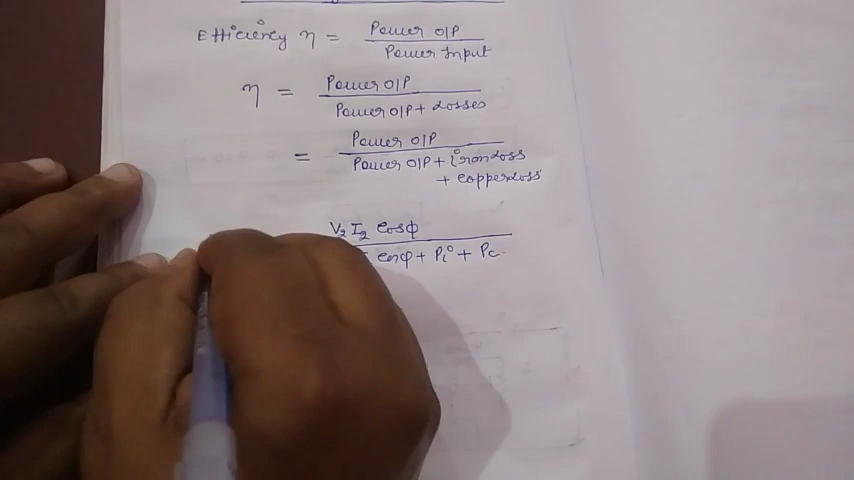 Efficiency η = Power O/P
Power Input
η = Power O/P
Power O/P + Losses
= Power O/P
Power O/P + iron loss
+ copper loss
V₂ I₂ cosφ
cosφ + Pi + Pc